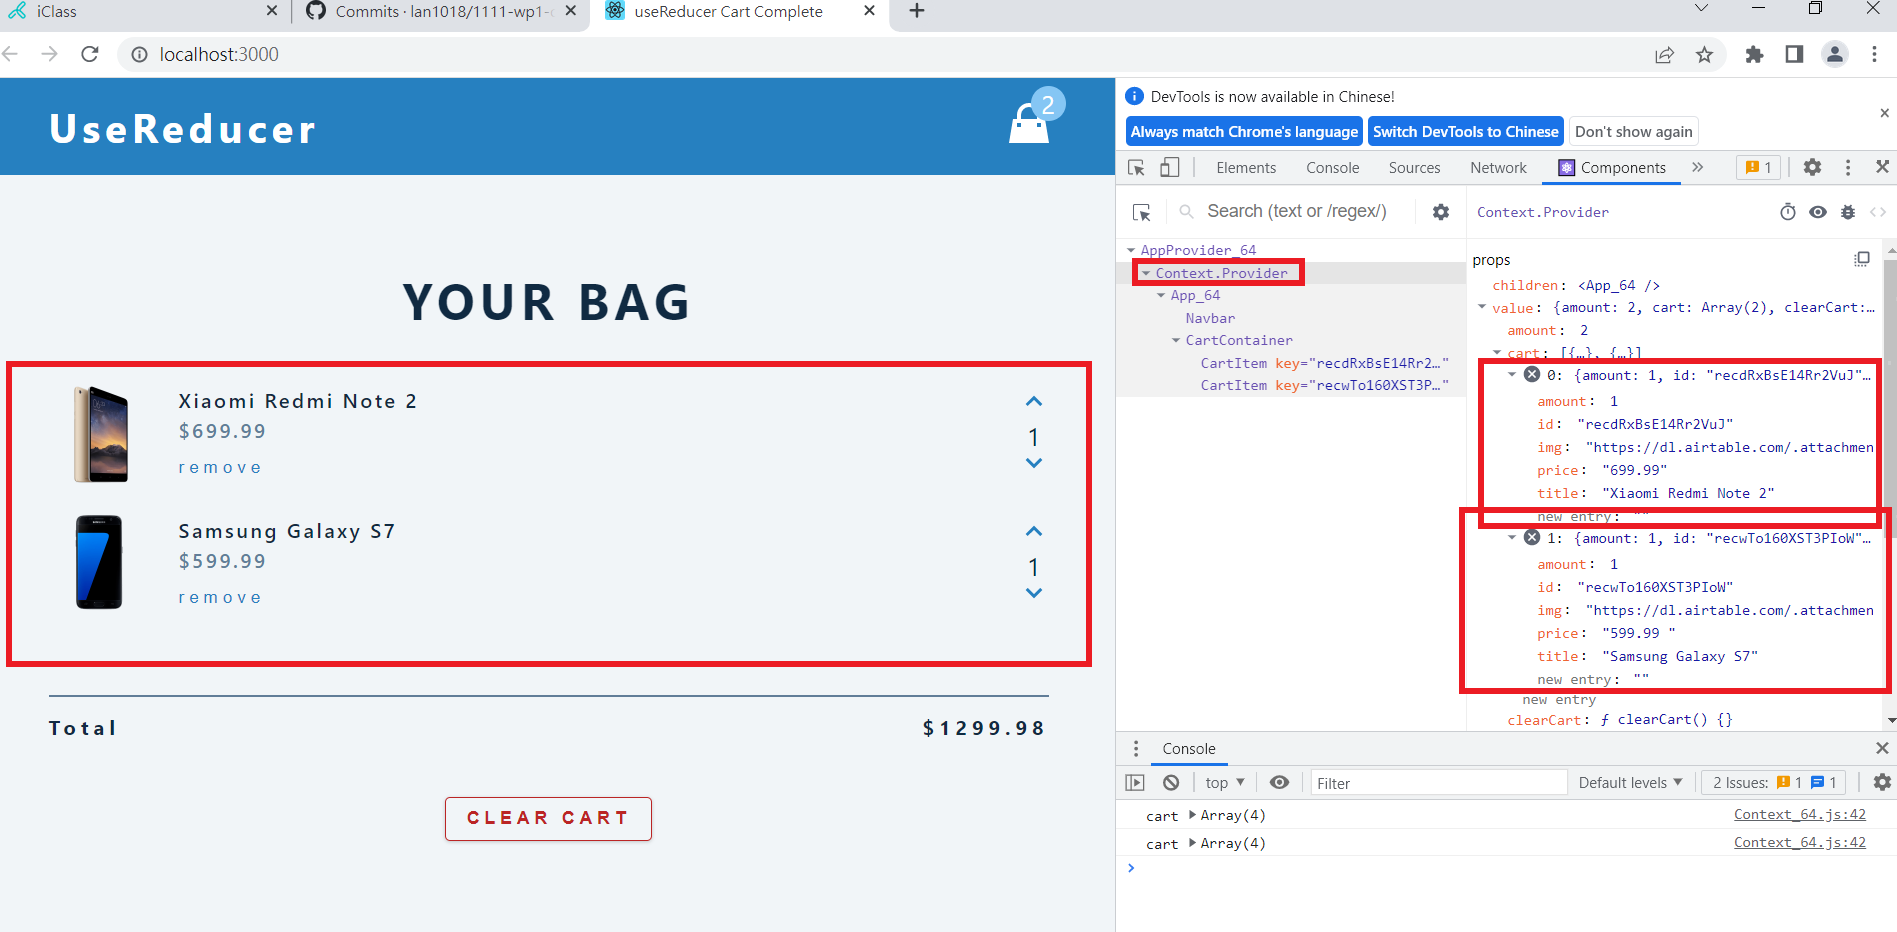 iClass
Commits · lan1018/1111-wp1-
useReducer Cart Complete
localhost:3000
UseReducer
2
YOUR BAG
Xiaomi Redmi Note 2
$699.99
remove
1
Samsung Galaxy S7
$599.99
remove
1
Total
$1299.98
CLEAR CART
DevTools is now available in Chinese!
Always match Chrome's language
Switch DevTools to Chinese
Don't show again
Elements
Console
Sources
Network
Components
1
Search (text or /regex/)
Context.Provider
AppProvider_64
Context.Provider
App_64
Navbar
CartContainer
CartItem key="recdRxBsE14Rr2…"
CartItem key="recwTo160XST3P…"
props
children: <App_64 />
value: {amount: 2, cart: Array(2), clearCart:…
amount: 2
cart: [{…}, {…}]
0: {amount: 1, id: "recdRxBsE14Rr2VuJ"…
amount: 1
id: "recdRxBsE14Rr2VuJ"
img: "https://dl.airtable.com/.attachmen
price: "699.99"
title: "Xiaomi Redmi Note 2"
new entry: ""
1: {amount: 1, id: "recwTo160XST3PIoW"…
amount: 1
id: "recwTo160XST3PIoW"
img: "https://dl.airtable.com/.attachmen
price: "599.99 "
title: "Samsung Galaxy S7"
new entry: ""
new entry
clearCart: ƒ clearCart() {}
Console
top
Filter
Default levels
2 Issues: 1 1
cart Array(4) Context_64.js:42
cart Array(4) Context_64.js:42